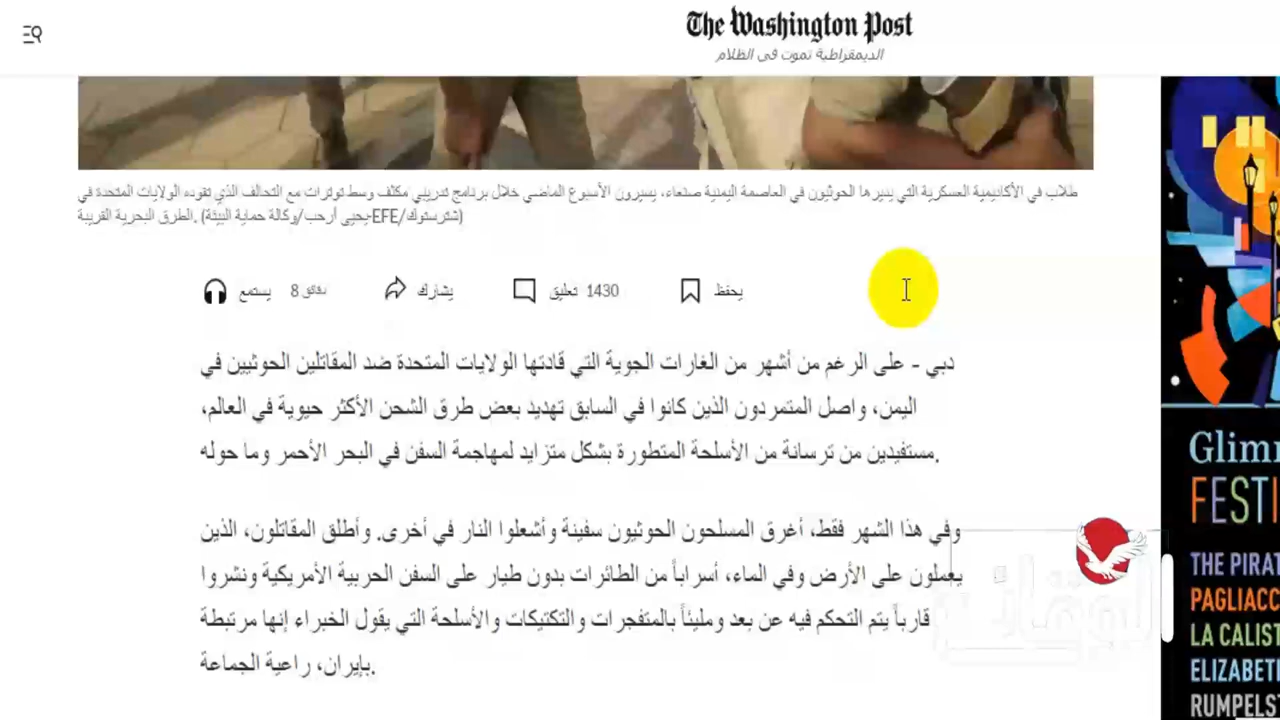 The Washington Post
الديمقراطية تموت في الظلام
طلاب في الأكاديمية العسكرية التي يديرها الحوثيون في العاصمة اليمنية صنعاء، يسيرون الأسبوع الماضي خلال برنامج تدريبي مكثف وسط توترات مع التحالف الذي تقوده الولايات المتحدة في
الطرق البحرية القريبة. (يحيى أرحب/وكالة حماية البيئة-EFE/شترستوك)
يستمع 8 دقائق
يشارك
تعليق 1430
يحفظ
دبي - على الرغم من أشهر من الغارات الجوية التي قادتها الولايات المتحدة ضد المقاتلين الحوثيين في
اليمن، واصل المتمردون الذين كانوا في السابق تهديد بعض طرق الشحن الأكثر حيوية في العالم،
مستفيدين من ترسانة من الأسلحة المتطورة بشكل متزايد لمهاجمة السفن في البحر الأحمر وما حوله.
وفي هذا الشهر فقط، أغرق المسلحون الحوثيون سفينة وأشعلوا النار في أخرى. وأطلق المقاتلون، الذين
يعملون على الأرض وفي الماء، أسراباً من الطائرات بدون طيار على السفن الحربية الأمريكية ونشروا
قارباً يتم التحكم فيه عن بعد ومليئاً بالمتفجرات والتكتيكات والأسلحة التي يقول الخبراء إنها مرتبطة
بإيران، راعية الجماعة.
Glim
FESTI
THE PIRAT
PAGLIACC
LA CALIST
ELIZABET
RUMPELST